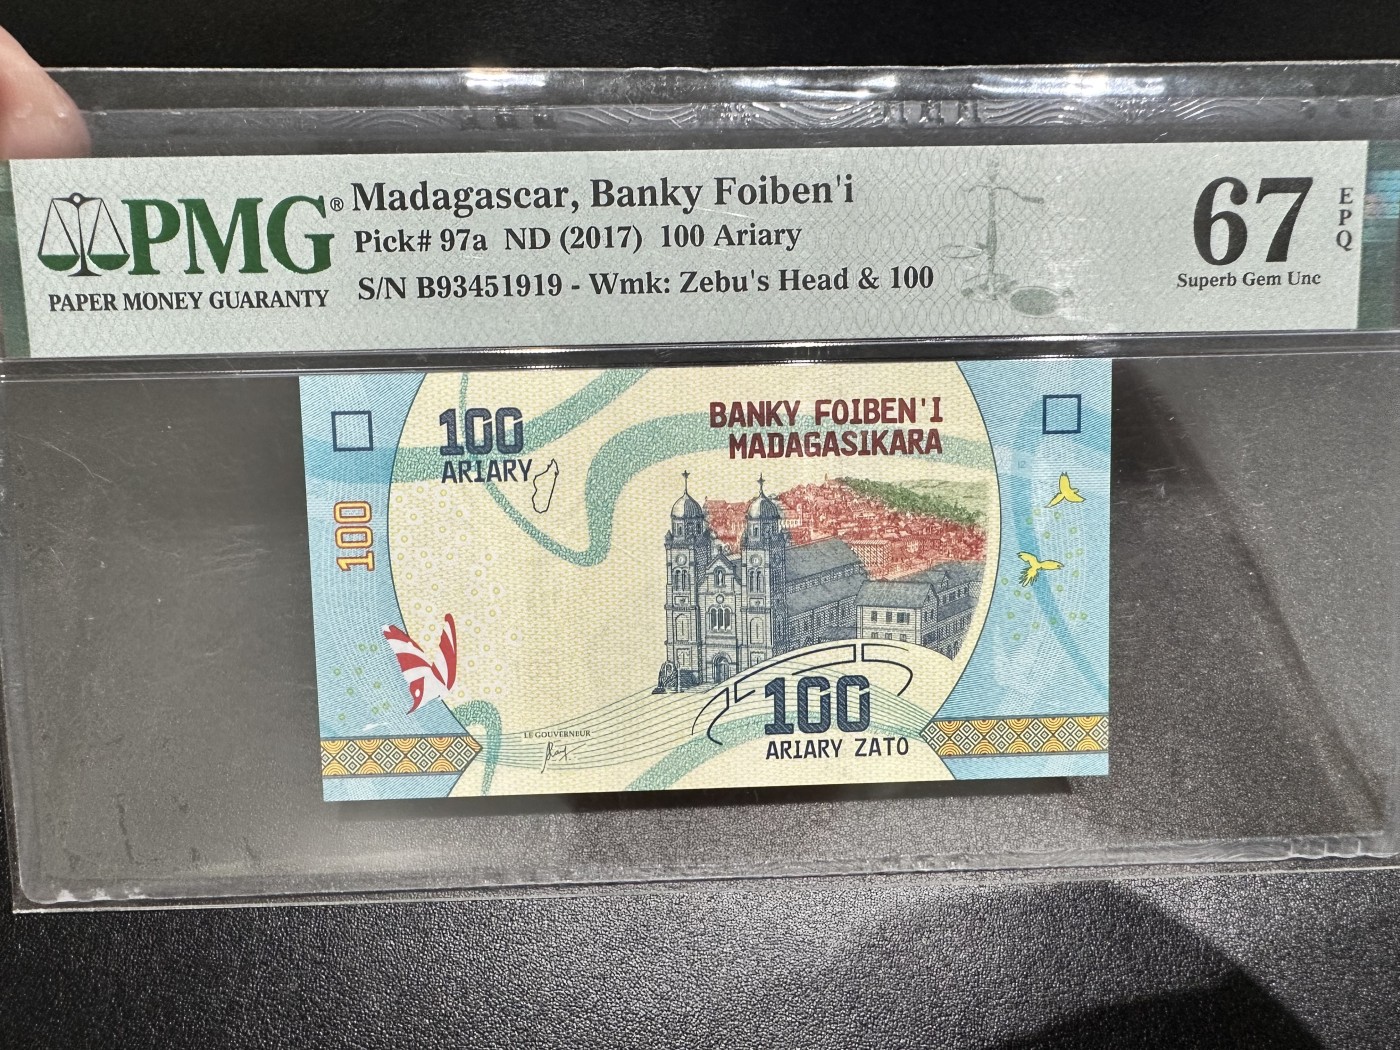 PMG®
PAPER MONEY GUARANTY
Madagascar, Banky Foiben'i
Pick# 97a ND (2017) 100 Ariary
S/N B93451919 - Wmk: Zebu's Head & 100
67
EPQ
Superb Gem Unc
100
ARIARY
BANKY FOIBEN'I
MADAGASIKARA
100
LE GOUVERNEUR
100
ARIARY ZATO